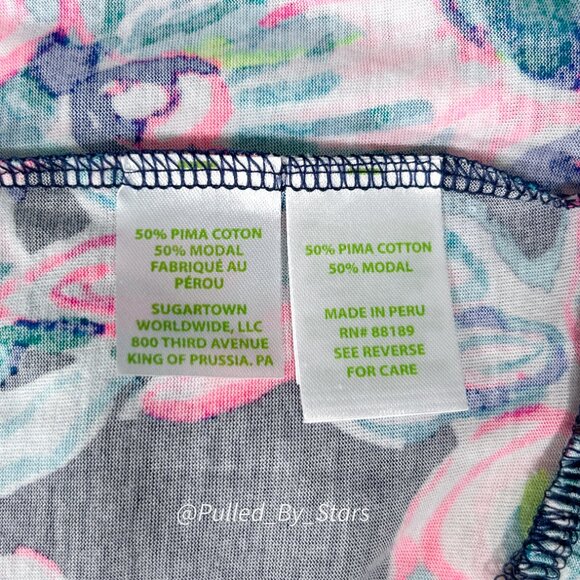 50% PIMA COTTON
50% MODAL
FABRIQUÉ AU
PÉROU
SUGARTOWN
WORLDWIDE, LLC
800 THIRD AVENUE
KING OF PRUSSIA, PA
50% PIMA COTTON
50% MODAL
MADE IN PERU
RN# 88189
SEE REVERSE
FOR CARE
@Pulled_By_Stars